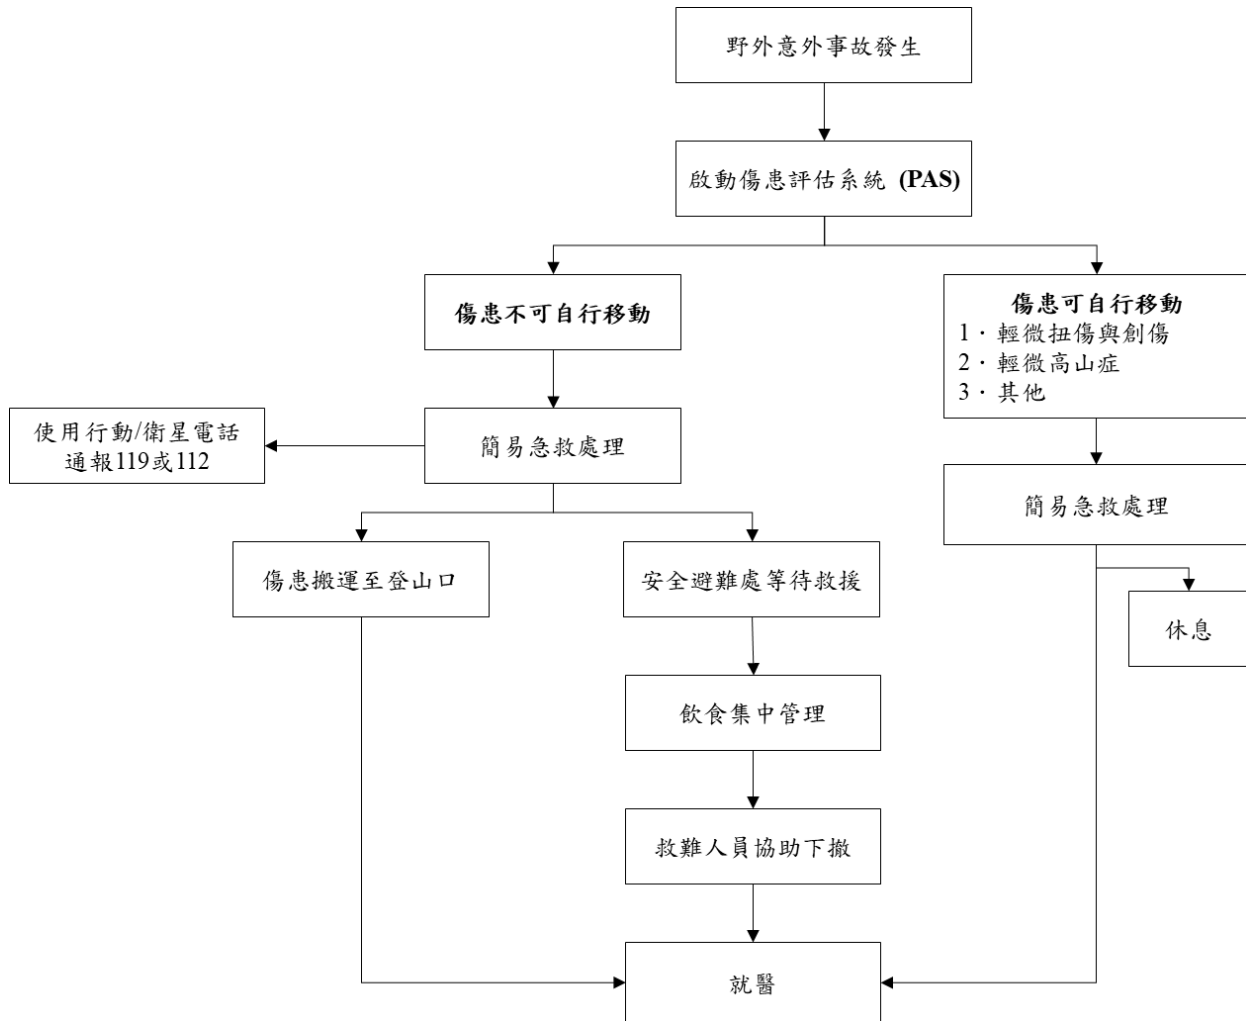 野外意外事故發生
啟動傷患評估系統 (PAS)
傷患不可自行移動
傷患可自行移動
1．輕微扭傷與創傷
2．輕微高山症
3．其他
使用行動/衛星電話
通報119或112
簡易急救處理
簡易急救處理
傷患搬運至登山口
安全避難處等待救援
休息
飲食集中管理
救難人員協助下撤
就醫